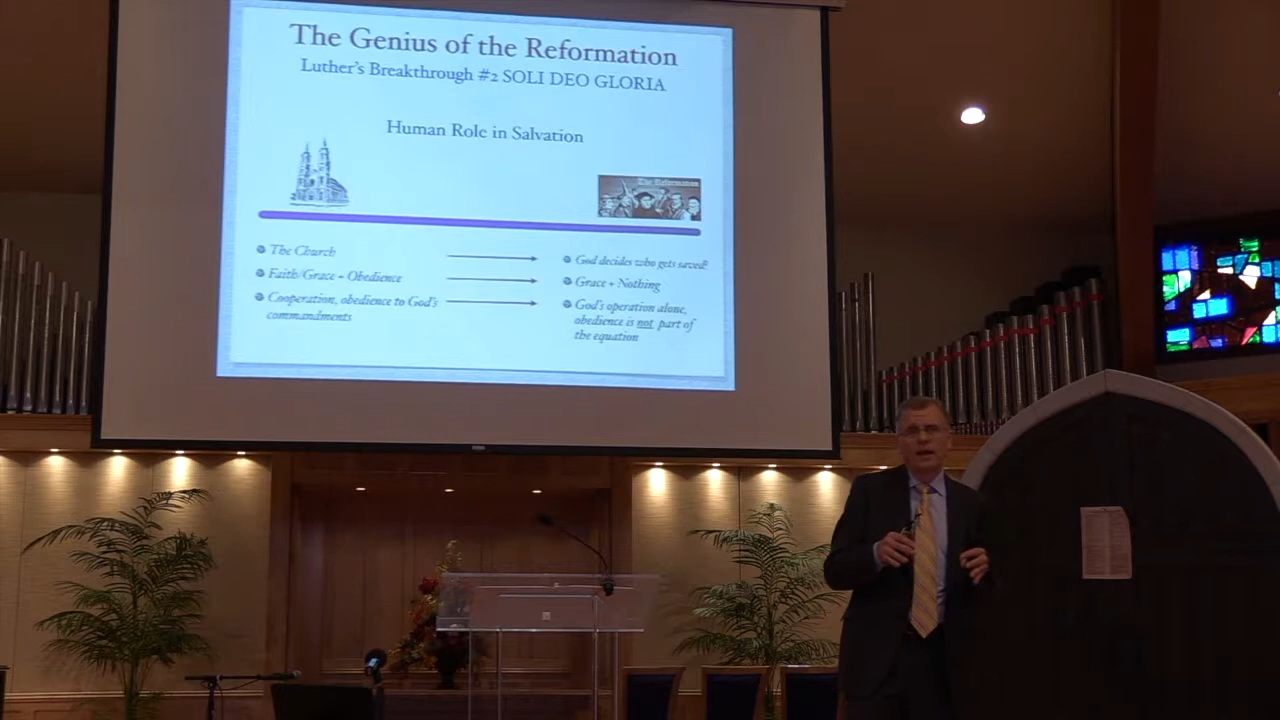 The Genius of the Reformation
Luther's Breakthrough #2 SOLI DEO GLORIA
Human Role in Salvation
The Reformation
The Church
Faith/Grace + Obedience
Cooperation, obedience to God's
commandments
God decides who gets saved!
Grace + Nothing
God's operation alone,
obedience is not part of
the equation